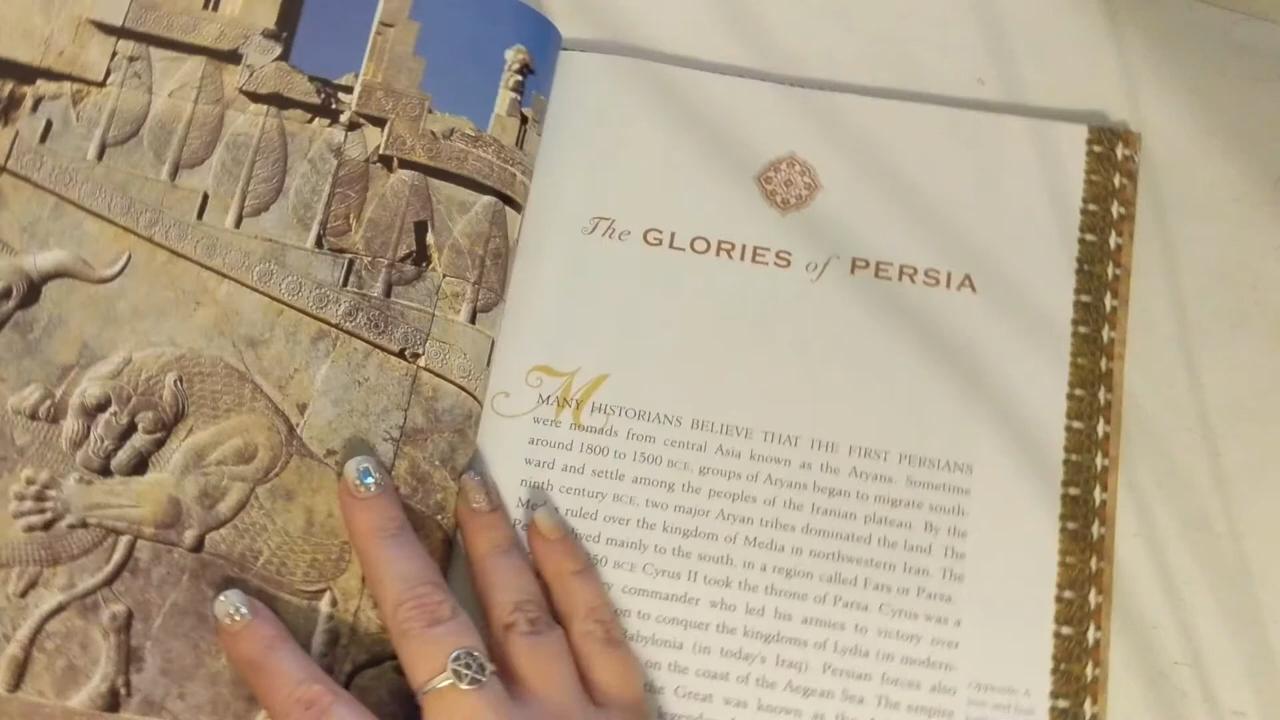 The GLORIES of PERSIA
MANY HISTORIANS BELIEVE THAT THE FIRST PERSIANS
were nomads from central Asia known as the Aryans. Sometime
around 1800 to 1500 BCE, groups of Aryans began to migrate south-
ward and settle among the peoples of the Iranian plateau. By the
ninth century BCE, two major Aryan tribes dominated the land. The
ruled over the kingdom of Media in northwestern Iran. The
lived mainly to the south, in a region called Fars or Parsa.
50 BCE Cyrus II took the throne of Parsa. Cyrus was a
commander who led his armies to victory over
on to conquer the kingdoms of Lydia (in modern-
Babylonia (in today's Iraq). Persian forces also
on the coast of the Aegean Sea. The empire
the Great was known as the